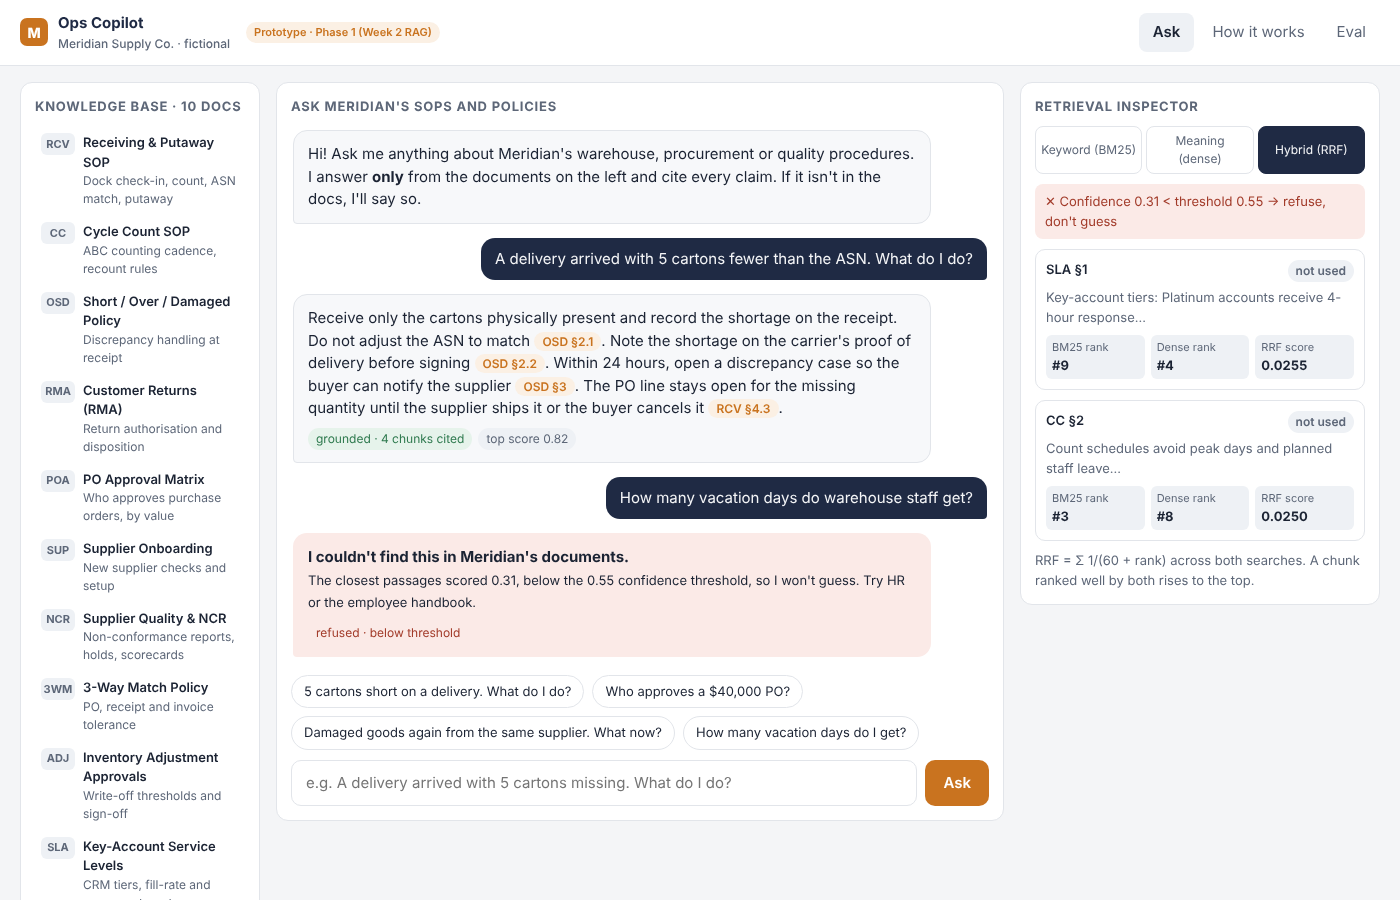 M
Ops Copilot
Meridian Supply Co. · fictional
Prototype · Phase 1 (Week 2 RAG)
Ask
How it works
Eval
KNOWLEDGE BASE · 10 DOCS
RCV
Receiving & Putaway
SOP
Dock check-in, count, ASN
match, putaway
CC
Cycle Count SOP
ABC counting cadence,
recount rules
OSD
Short / Over / Damaged
Policy
Discrepancy handling at
receipt
RMA
Customer Returns
(RMA)
Return authorisation and
disposition
POA
PO Approval Matrix
Who approves purchase
orders, by value
SUP
Supplier Onboarding
New supplier checks and
setup
NCR
Supplier Quality & NCR
Non-conformance reports,
holds, scorecards
3WM
3-Way Match Policy
PO, receipt and invoice
tolerance
ADJ
Inventory Adjustment
Approvals
Write-off thresholds and
sign-off
SLA
Key-Account Service
Levels
CRM tiers, fill-rate and
ASK MERIDIAN'S SOPS AND POLICIES
Hi! Ask me anything about Meridian's warehouse, procurement or quality procedures.
I answer only from the documents on the left and cite every claim. If it isn't in the
docs, I'll say so.
A delivery arrived with 5 cartons fewer than the ASN. What do I do?
Receive only the cartons physically present and record the shortage on the receipt.
Do not adjust the ASN to match OSD §2.1 . Note the shortage on the carrier's proof of
delivery before signing OSD §2.2 . Within 24 hours, open a discrepancy case so the
buyer can notify the supplier OSD §3 . The PO line stays open for the missing
quantity until the supplier ships it or the buyer cancels it RCV §4.3 .
grounded · 4 chunks cited
top score 0.82
How many vacation days do warehouse staff get?
I couldn't find this in Meridian's documents.
The closest passages scored 0.31, below the 0.55 confidence threshold, so I won't guess. Try HR
or the employee handbook.
refused · below threshold
5 cartons short on a delivery. What do I do?
Who approves a $40,000 PO?
Damaged goods again from the same supplier. What now?
How many vacation days do I get?
e.g. A delivery arrived with 5 cartons missing. What do I do?
Ask
RETRIEVAL INSPECTOR
Keyword (BM25)
Meaning
(dense)
Hybrid (RRF)
✕ Confidence 0.31 < threshold 0.55 → refuse,
don't guess
SLA §1
not used
Key-account tiers: Platinum accounts receive 4-
hour response…
BM25 rank
#9
Dense rank
#4
RRF score
0.0255
CC §2
not used
Count schedules avoid peak days and planned
staff leave…
BM25 rank
#3
Dense rank
#8
RRF score
0.0250
RRF = Σ 1/(60 + rank) across both searches. A chunk
ranked well by both rises to the top.